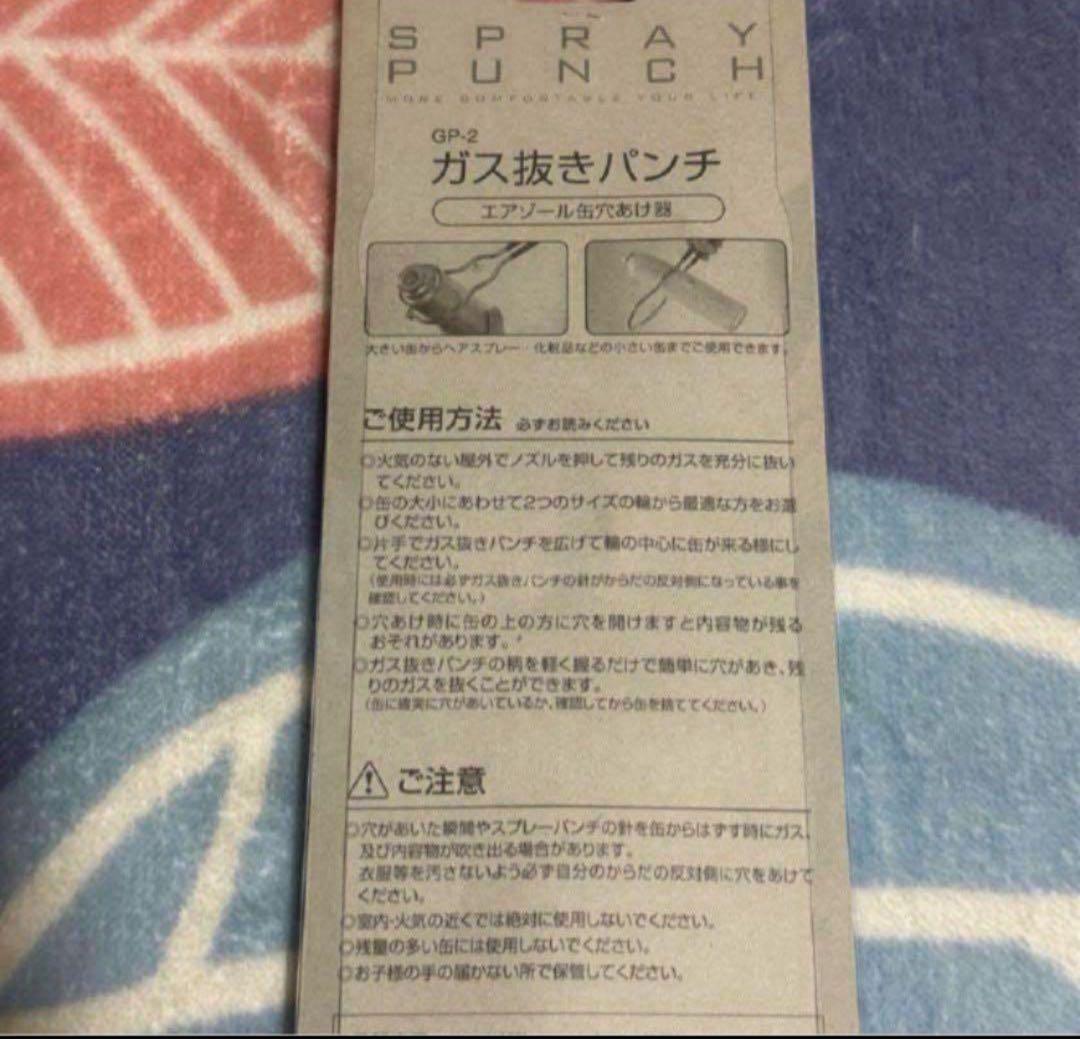 SPRAY
PUNCH
MORE COMFORTABLE YOUR LIFE
GP-2
ガス抜きパンチ
エアゾール缶穴あけ器
大きい缶からヘアスプレー・化粧品などの小さい缶までご使用できます。
ご使用方法 必ずお読みください
○火気のない屋外でノズルを押して残りのガスを充分に抜い
てください。
○缶の大小にあわせて2つのサイズの輪から最適な方をお選
びください。
○片手でガス抜きパンチを広げて輪の中心に缶が来る様にし
てください。
(使用時には必ずガス抜きパンチの針がからだの反対側になっている事を
確認してください。)
○穴あけ時に缶の上の方に穴を開けますと内容物が残る
おそれがあります。
○ガス抜きパンチの柄を軽く握るだけで簡単に穴があき、残
りのガスを抜くことができます。
(缶に確実に穴があいているか、確認してから缶を捨ててください。)
ご注意
○穴があいた瞬間やスプレーパンチの針を缶からはずす時にガス、
及び内容物が吹き出る場合があります。
衣服等を汚さないよう必ず自分のからだの反対側に穴をあけて
ください。
○室内・火気の近くでは絶対に使用しないでください。
○残量の多い缶には使用しないでください。
○お子様の手の届かない所で保管してください。